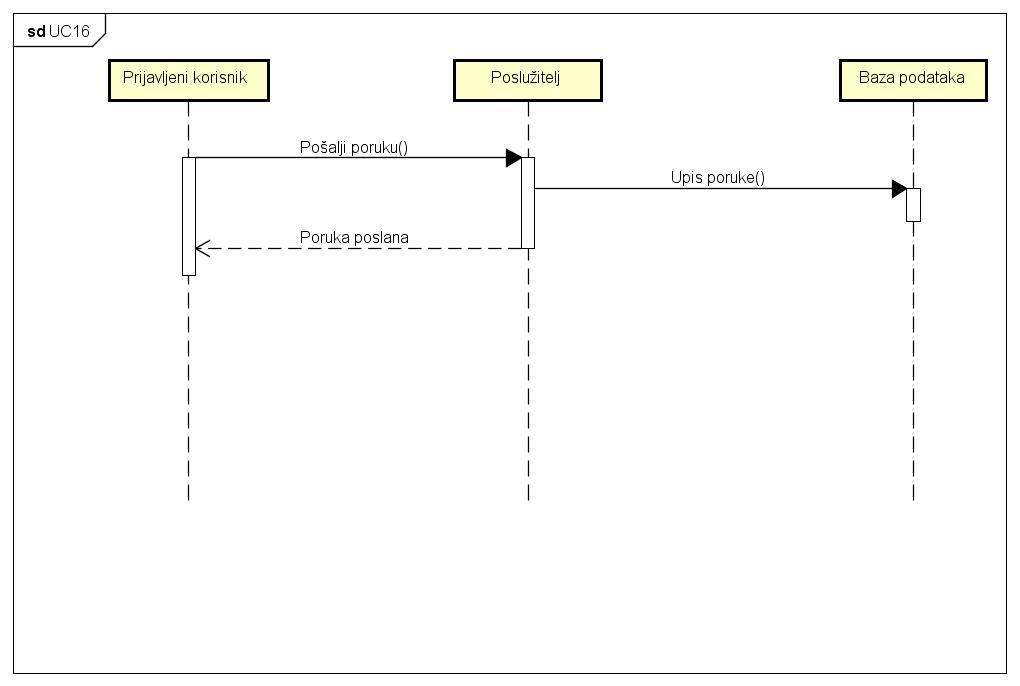 sd UC16
Prijavljeni korisnik
Poslužitelj
Baza podataka
Pošalji poruku()
Upis poruke()
Poruka poslana